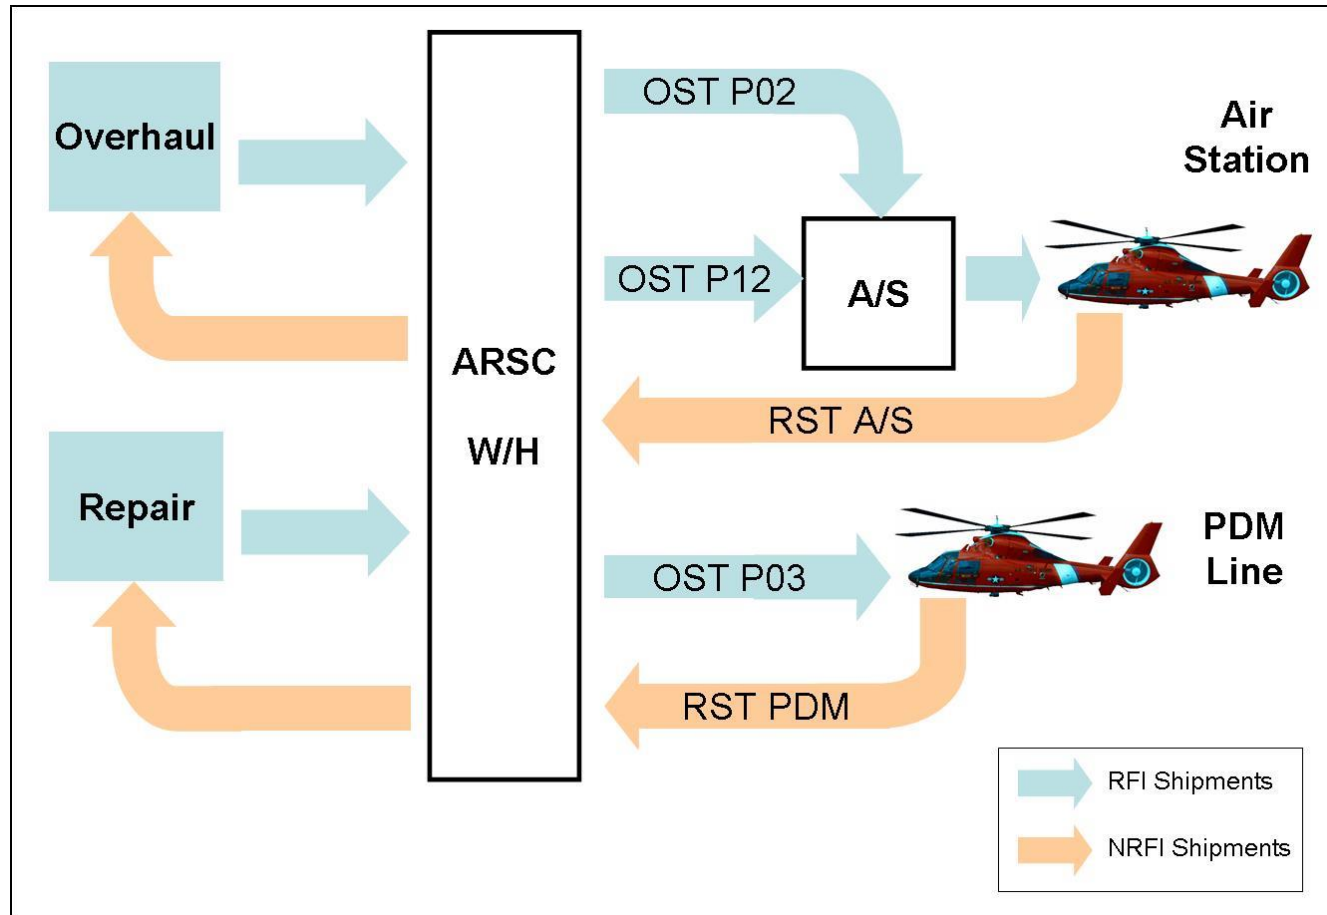 Overhaul
OST P02
Air
Station
OST P12
A/S
ARSC
W/H
RST A/S
Repair
OST P03
PDM
Line
RST PDM
RFI Shipments
NRFI Shipments